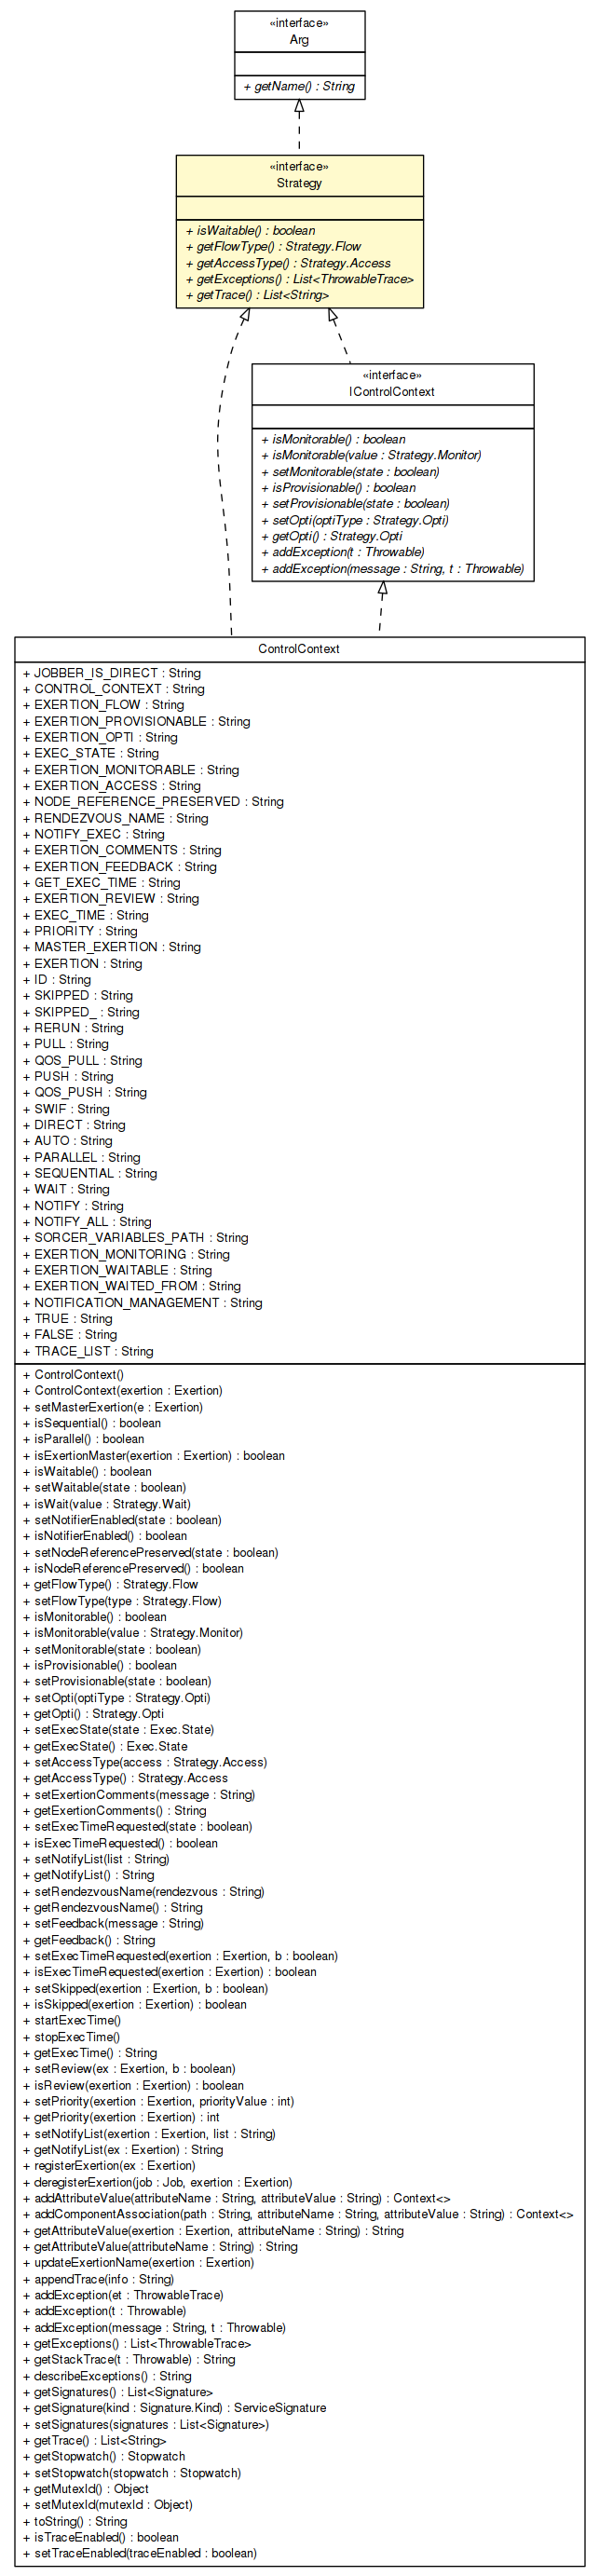 «interface»
Arg
+ getName() : String
«interface»
Strategy
+ isWaitable() : boolean
+ getFlowType() : Strategy.Flow
+ getAccessType() : Strategy.Access
+ getExceptions() : List<ThrowableTrace>
+ getTrace() : List<String>
«interface»
IControlContext
+ isMonitorable() : boolean
+ isMonitorable(value : Strategy.Monitor)
+ setMonitorable(state : boolean)
+ isProvisionable() : boolean
+ setProvisionable(state : boolean)
+ setOpti(optiType : Strategy.Opti)
+ getOpti() : Strategy.Opti
+ addException(t : Throwable)
+ addException(message : String, t : Throwable)
ControlContext
+ JOBBER_IS_DIRECT : String
+ CONTROL_CONTEXT : String
+ EXERTION_FLOW : String
+ EXERTION_PROVISIONABLE : String
+ EXERTION_OPTI : String
+ EXEC_STATE : String
+ EXERTION_MONITORABLE : String
+ EXERTION_ACCESS : String
+ NODE_REFERENCE_PRESERVED : String
+ RENDEZVOUS_NAME : String
+ NOTIFY_EXEC : String
+ EXERTION_COMMENTS : String
+ EXERTION_FEEDBACK : String
+ GET_EXEC_TIME : String
+ EXERTION_REVIEW : String
+ EXEC_TIME : String
+ PRIORITY : String
+ MASTER_EXERTION : String
+ EXERTION : String
+ ID : String
+ SKIPPED : String
+ SKIPPED_ : String
+ RERUN : String
+ PULL : String
+ QOS_PULL : String
+ PUSH : String
+ QOS_PUSH : String
+ SWIF : String
+ DIRECT : String
+ AUTO : String
+ PARALLEL : String
+ SEQUENTIAL : String
+ WAIT : String
+ NOTIFY : String
+ NOTIFY_ALL : String
+ SORCER_VARIABLES_PATH : String
+ EXERTION_MONITORING : String
+ EXERTION_WAITABLE : String
+ EXERTION_WAITED_FROM : String
+ NOTIFICATION_MANAGEMENT : String
+ TRUE : String
+ FALSE : String
+ TRACE_LIST : String
+ ControlContext()
+ ControlContext(exertion : Exertion)
+ setMasterExertion(e : Exertion)
+ isSequential() : boolean
+ isParallel() : boolean
+ isExertionMaster(exertion : Exertion) : boolean
+ isWaitable() : boolean
+ setWaitable(state : boolean)
+ isWait(value : Strategy.Wait)
+ setNotifierEnabled(state : boolean)
+ isNotifierEnabled() : boolean
+ setNodeReferencePreserved(state : boolean)
+ isNodeReferencePreserved() : boolean
+ getFlowType() : Strategy.Flow
+ setFlowType(type : Strategy.Flow)
+ isMonitorable() : boolean
+ isMonitorable(value : Strategy.Monitor)
+ setMonitorable(state : boolean)
+ isProvisionable() : boolean
+ setProvisionable(state : boolean)
+ setOpti(optiType : Strategy.Opti)
+ getOpti() : Strategy.Opti
+ setExecState(state : Exec.State)
+ getExecState() : Exec.State
+ setAccessType(access : Strategy.Access)
+ getAccessType() : Strategy.Access
+ setExertionComments(message : String)
+ getExertionComments() : String
+ setExecTimeRequested(state : boolean)
+ isExecTimeRequested() : boolean
+ setNotifyList(list : String)
+ getNotifyList() : String
+ setRendezvousName(rendezvous : String)
+ getRendezvousName() : String
+ setFeedback(message : String)
+ getFeedback() : String
+ setExecTimeRequested(exertion : Exertion, b : boolean)
+ isExecTimeRequested(exertion : Exertion) : boolean
+ setSkipped(exertion : Exertion, b : boolean)
+ isSkipped(exertion : Exertion) : boolean
+ startExecTime()
+ stopExecTime()
+ getExecTime() : String
+ setReview(ex : Exertion, b : boolean)
+ isReview(exertion : Exertion) : boolean
+ setPriority(exertion : Exertion, priorityValue : int)
+ getPriority(exertion : Exertion) : int
+ setNotifyList(exertion : Exertion, list : String)
+ getNotifyList(ex : Exertion) : String
+ registerExertion(ex : Exertion)
+ deregisterExertion(job : Job, exertion : Exertion)
+ addAttributeValue(attributeName : String, attributeValue : String) : Context<>
+ addComponentAssociation(path : String, attributeName : String, attributeValue : String) : Context<>
+ getAttributeValue(exertion : Exertion, attributeName : String) : String
+ getAttributeValue(attributeName : String) : String
+ updateExertionName(exertion : Exertion)
+ appendTrace(info : String)
+ addException(et : ThrowableTrace)
+ addException(t : Throwable)
+ addException(message : String, t : Throwable)
+ getExceptions() : List<ThrowableTrace>
+ getStackTrace(t : Throwable) : String
+ describeExceptions() : String
+ getSignatures() : List<Signature>
+ getSignature(kind : Signature.Kind) : ServiceSignature
+ setSignatures(signatures : List<Signature>)
+ getTrace() : List<String>
+ getStopwatch() : Stopwatch
+ setStopwatch(stopwatch : Stopwatch)
+ getMutexId() : Object
+ setMutexId(mutexId : Object)
+ toString() : String
+ isTraceEnabled() : boolean
+ setTraceEnabled(traceEnabled : boolean)